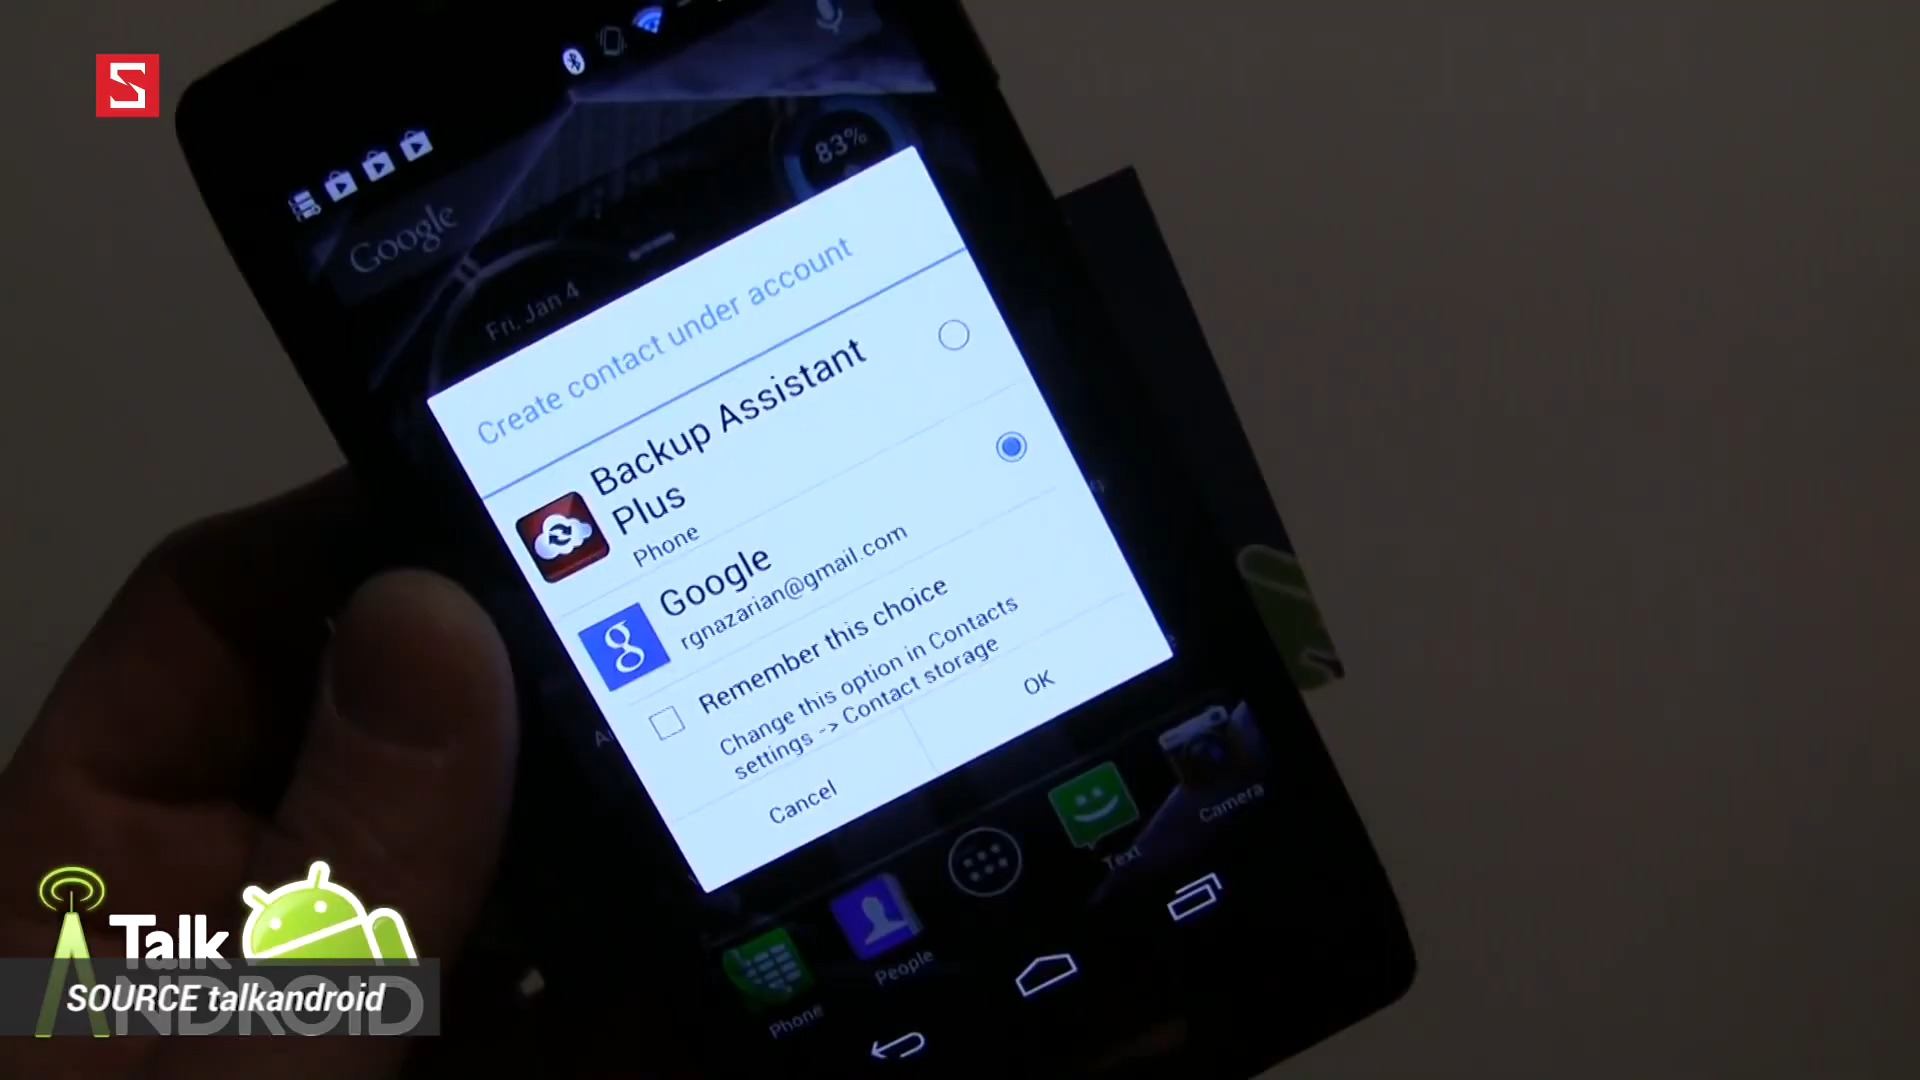 S
83%
Google
Fri, Jan 4
Create contact under account
Backup Assistant
Plus
Phone
Google
rgnazarian@gmail.com
Remember this choice
Change this option in Contacts
settings -> Contact storage
Cancel
OK
Camera
Text
People
Phone
Talk
ANDROID
SOURCE talkandroid